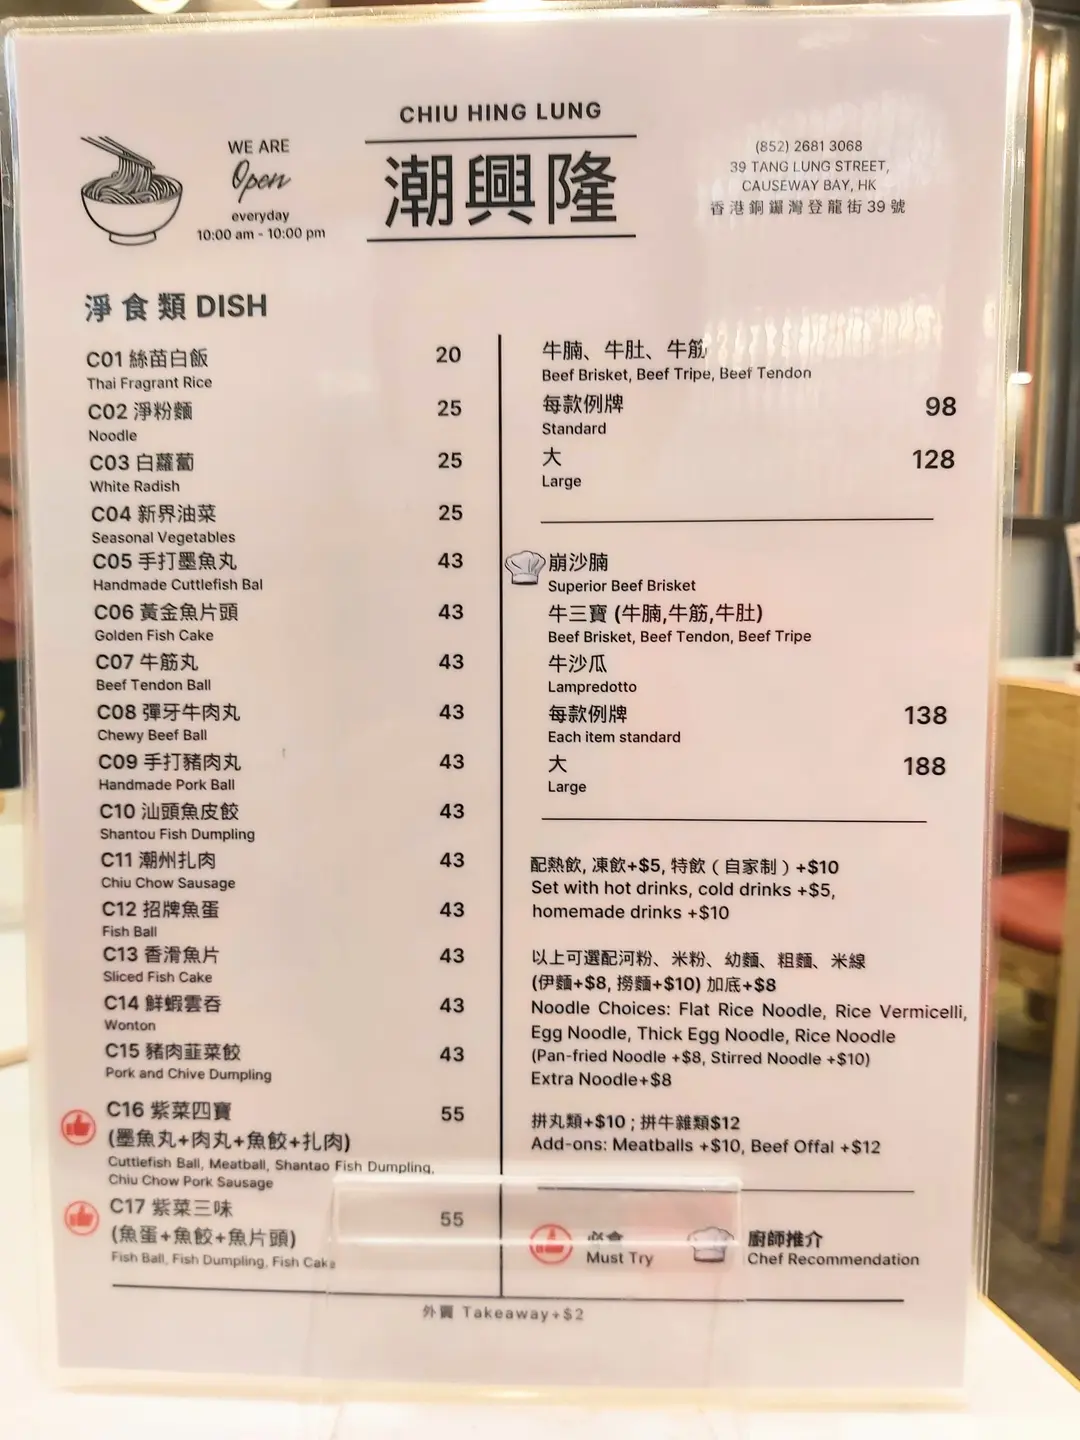 CHIU HING LUNG
潮興隆
WE ARE
Open
everyday
10:00 am - 10:00 pm
(852) 2681 3068
39 TANG LUNG STREET,
CAUSEWAY BAY, HK
香港銅鑼灣登龍街39號
淨食類 DISH
C01 絲苗白飯 20
Thai Fragrant Rice
C02 淨粉麵 25
Noodle
C03 白蘿蔔 25
White Radish
C04 新界油菜 25
Seasonal Vegetables
C05 手打墨魚丸 43
Handmade Cuttlefish Bal
C06 黃金魚片頭 43
Golden Fish Cake
C07 牛筋丸 43
Beef Tendon Ball
C08 彈牙牛肉丸 43
Chewy Beef Ball
C09 手打豬肉丸 43
Handmade Pork Ball
C10 汕頭魚皮餃 43
Shantou Fish Dumpling
C11 潮州扎肉 43
Chiu Chow Sausage
C12 招牌魚蛋 43
Fish Ball
C13 香滑魚片 43
Sliced Fish Cake
C14 鮮蝦雲吞 43
Wonton
C15 豬肉韮菜餃 43
Pork and Chive Dumpling
C16 紫菜四寶 55
(墨魚丸+肉丸+魚餃+扎肉)
Cuttlefish Ball, Meatball, Shantao Fish Dumpling,
Chiu Chow Pork Sausage
C17 紫菜三味 55
(魚蛋+魚餃+魚片頭)
Fish Ball, Fish Dumpling, Fish Cake
牛腩、牛肚、牛筋
Beef Brisket, Beef Tripe, Beef Tendon
每款例牌 98
Standard
大 128
Large
崩沙腩
Superior Beef Brisket
牛三寶 (牛腩,牛筋,牛肚)
Beef Brisket, Beef Tendon, Beef Tripe
牛沙瓜
Lampredotto
每款例牌 138
Each item standard
大 188
Large
配熱飲, 凍飲+$5, 特飲 ( 自家制 ) +$10
Set with hot drinks, cold drinks +$5,
homemade drinks +$10
以上可選配河粉、米粉、幼麵、粗麵、米線
(伊麵+$8, 撈麵+$10) 加底+$8
Noodle Choices: Flat Rice Noodle, Rice Vermicelli,
Egg Noodle, Thick Egg Noodle, Rice Noodle
(Pan-fried Noodle +$8, Stirred Noodle +$10)
Extra Noodle+$8
拼丸類+$10 ; 拼牛雜類$12
Add-ons: Meatballs +$10, Beef Offal +$12
必食
Must Try
廚師推介
Chef Recommendation
外賣 Takeaway+$2